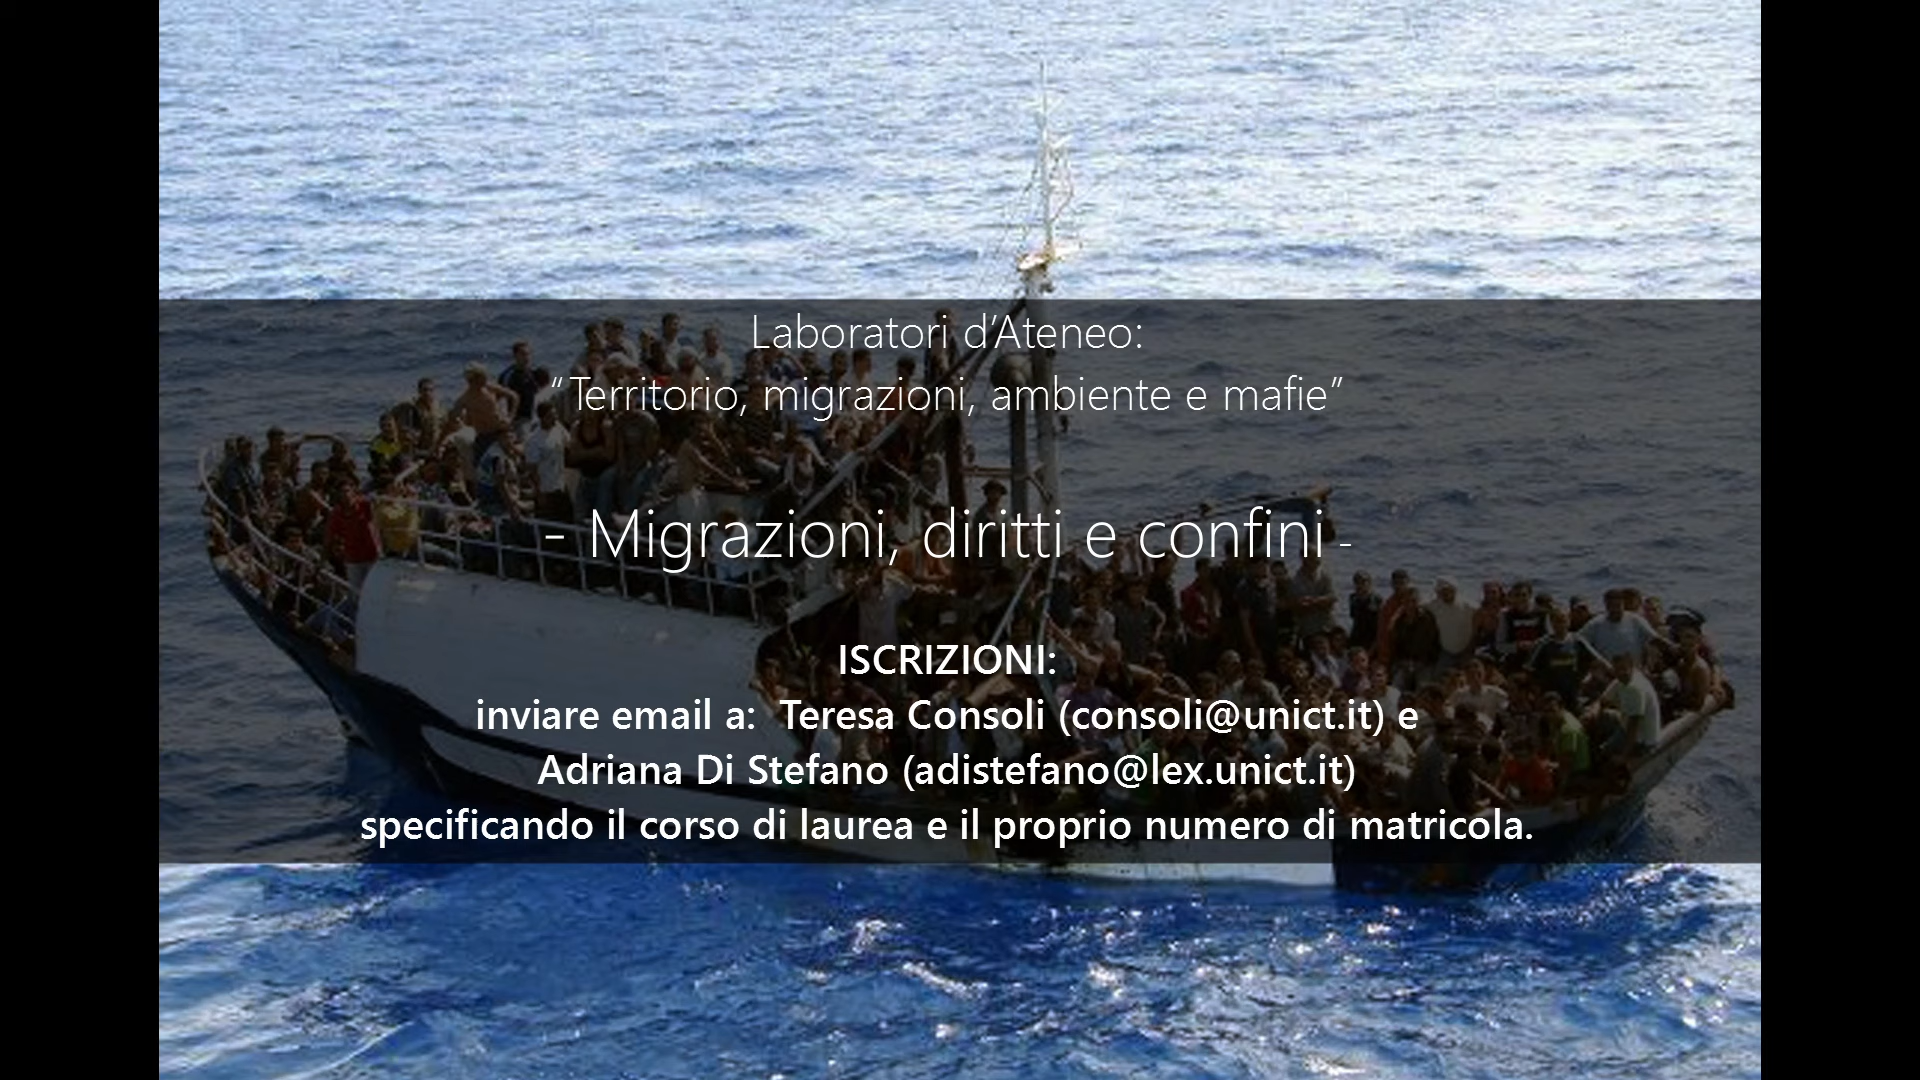 Laboratori d’Ateneo:
“Territorio, migrazioni, ambiente e mafie”
- Migrazioni, diritti e confini -
ISCRIZIONI:
inviare email a:  Teresa Consoli (consoli@unict.it) e
Adriana Di Stefano (adistefano@lex.unict.it)
specificando il corso di laurea e il proprio numero di matricola.